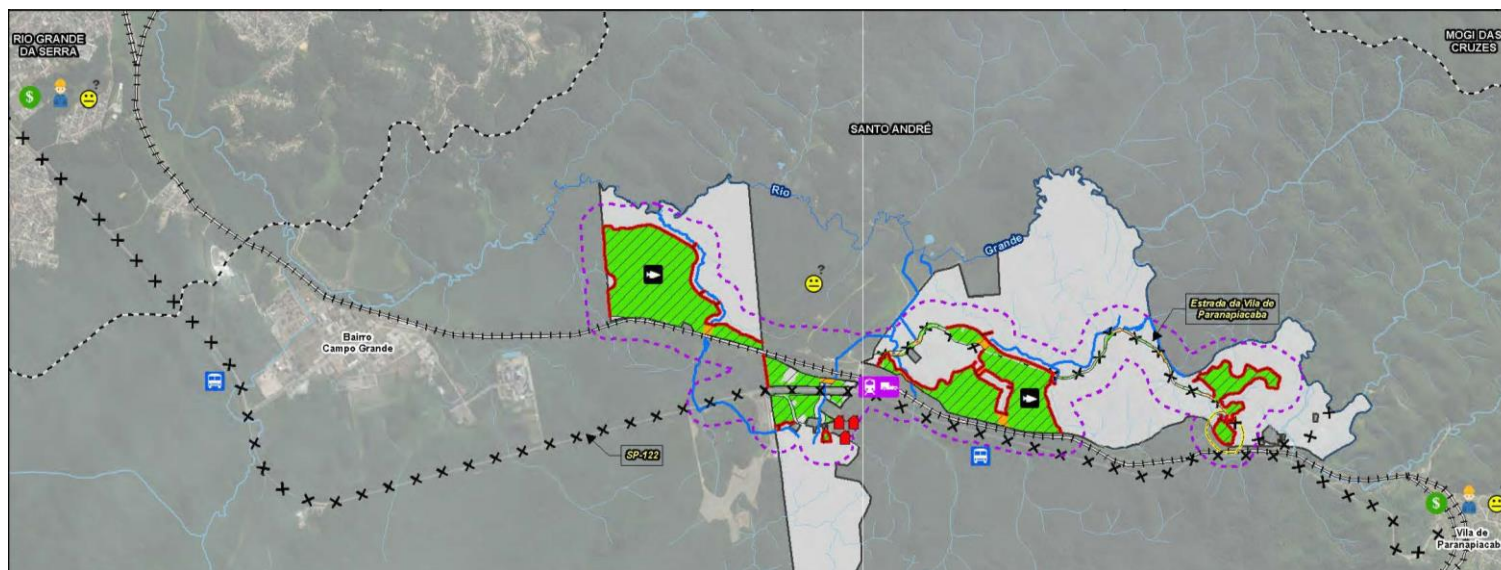 RIO GRANDE
DA SERRA
MOGI DAS
CRUZES
SANTO ANDRÉ
?
Rio
Grande
?
$
Estrada da Vila de
Paranapiacaba
Bairro
Campo Grande
SP-122
$
Vila de
Paranapiacaba